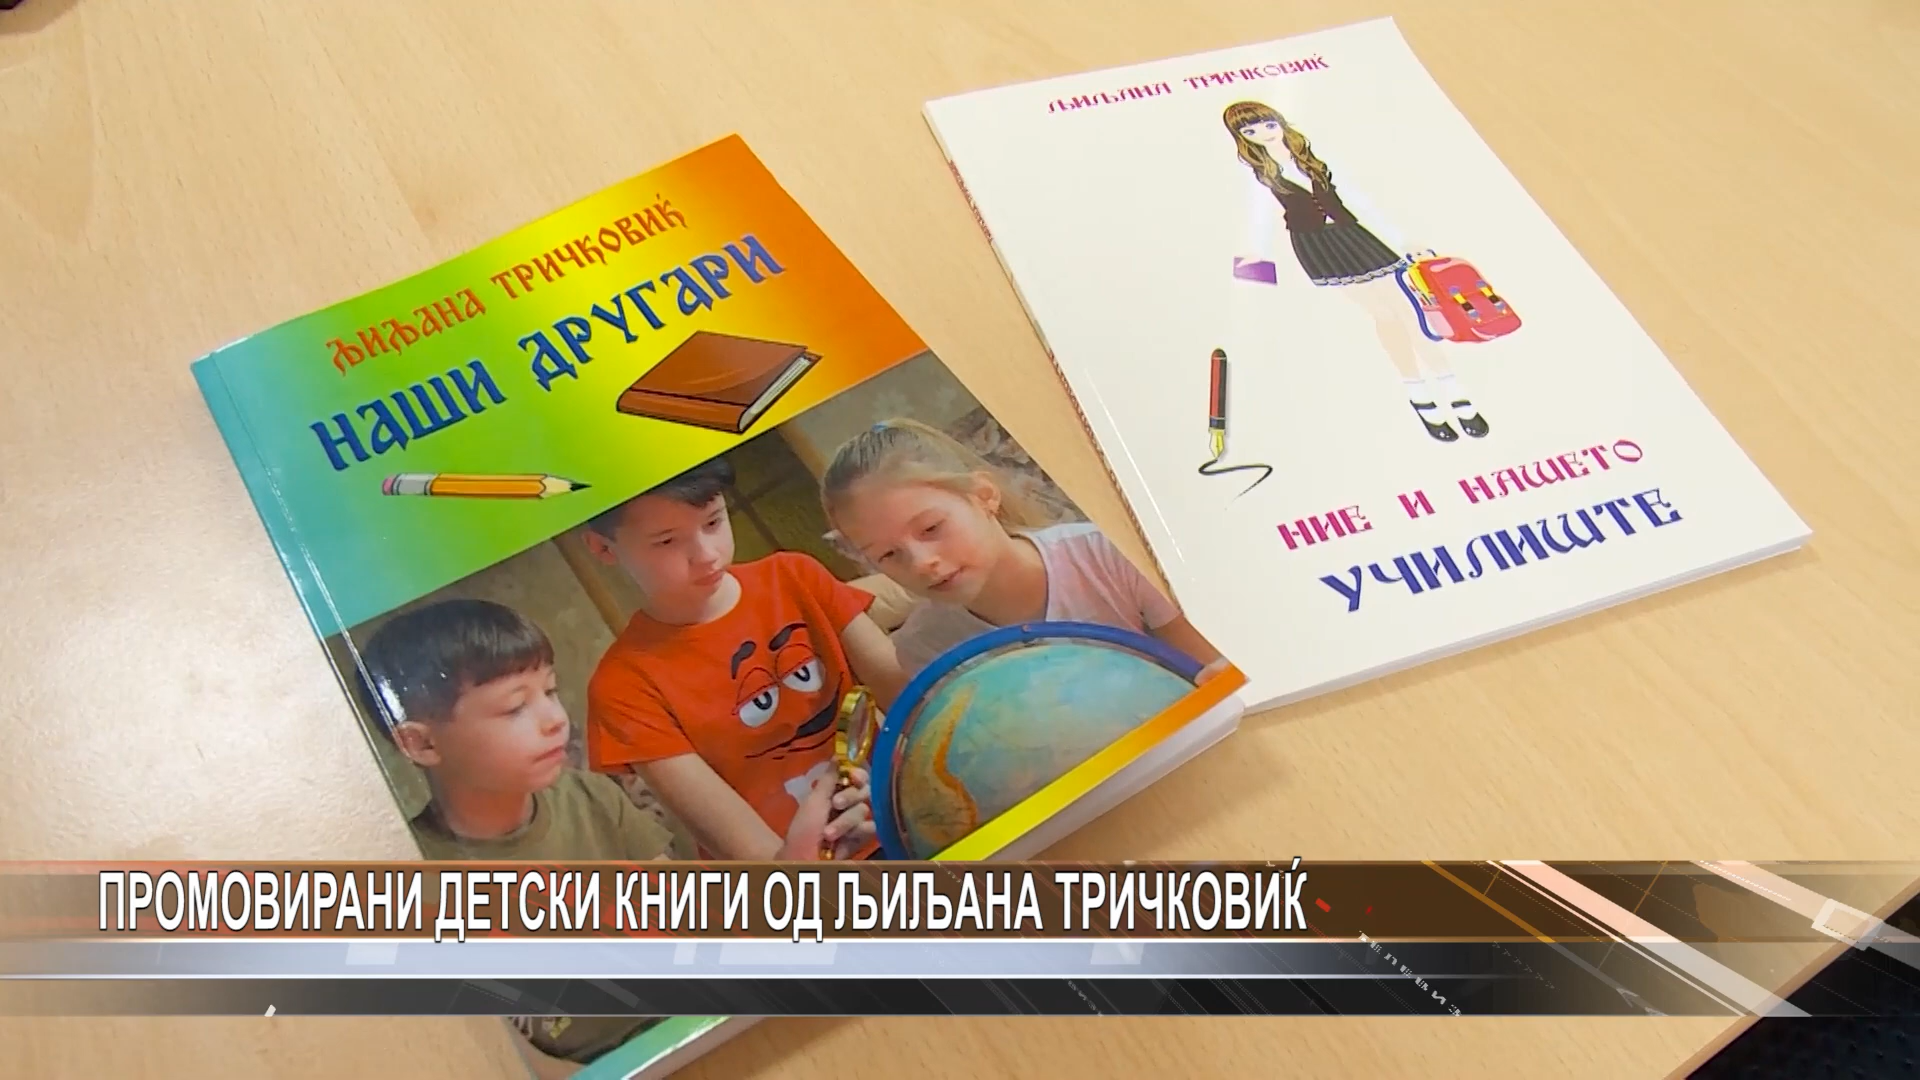 ЉИЉАНА ТРИЧКОВИЌ
НАШИ ДРУГАРИ
ЉИЉАНА ТРИЧКОВИЌ
НИЕ И НАШЕТО
УЧИЛИШТЕ
ПРОМОВИРАНИ ДЕТСКИ КНИГИ ОД ЉИЉАНА ТРИЧКОВИЌ